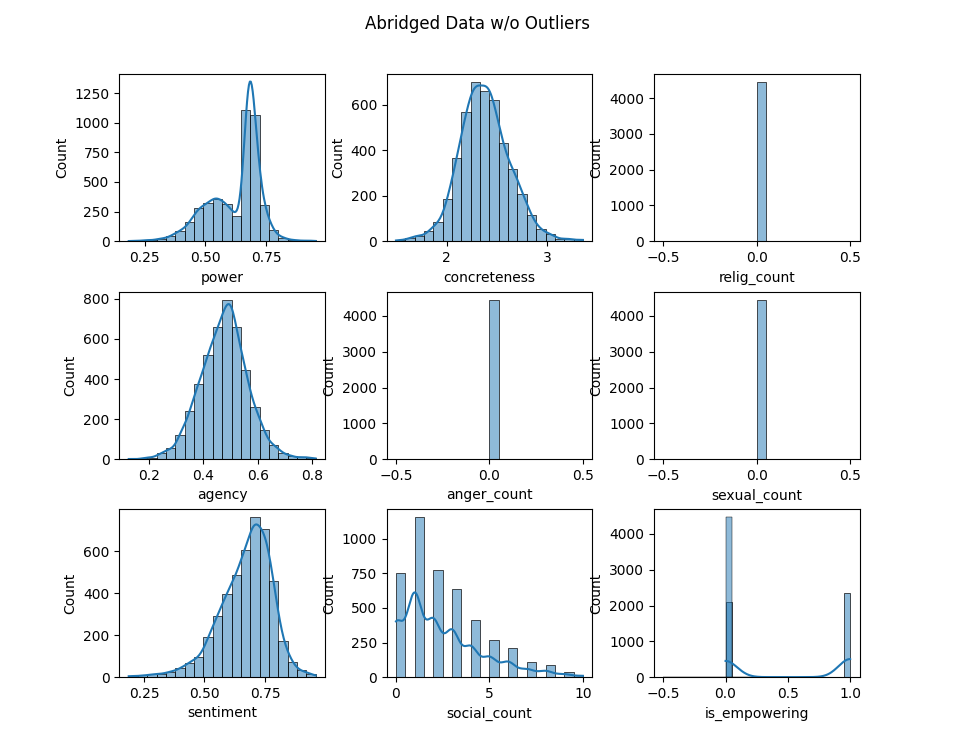 Abridged Data w/o Outliers
Count
1250
1000
750
500
250
0
0.25 0.50 0.75
power
Count
600
400
200
0
2 3
concreteness
Count
4000
3000
2000
1000
0
−0.5 0.0 0.5
relig_count
Count
800
600
400
200
0
0.2 0.4 0.6 0.8
agency
Count
4000
3000
2000
1000
0
−0.5 0.0 0.5
anger_count
Count
4000
3000
2000
1000
0
−0.5 0.0 0.5
sexual_count
Count
600
400
200
0
0.25 0.50 0.75
sentiment
Count
1000
750
500
250
0
0 5 10
social_count
Count
4000
3000
2000
1000
0
−0.5 0.0 0.5 1.0
is_empowering